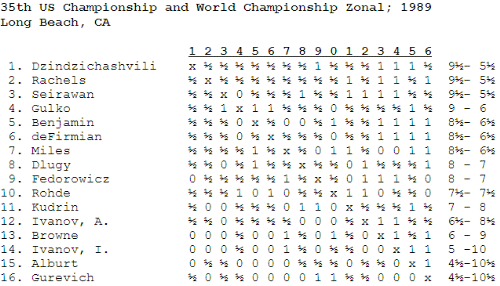 35th US Championship and World Championship Zonal; 1989
Long Beach, CA
1 2 3 4 5 6 7 8 9 0 1 2 3 4 5 6
1. Dzindzichashvili x ½ ½ ½ ½ ½ ½ ½ 1 ½ ½ ½ 1 1 1 ½ 9½- 5½
2. Rachels ½ x ½ ½ ½ ½ ½ ½ ½ ½ 1 ½ 1 1 ½ 1 9½- 5½
3. Seirawan ½ ½ x 0 ½ ½ ½ 1 ½ ½ 1 1 1 1 ½ ½ 9½- 5½
4. Gulko ½ ½ 1 x 1 1 ½ ½ ½ 0 ½ ½ ½ ½ 1 ½ 9 - 6
5. Benjamin ½ ½ ½ 0 x ½ 0 0 ½ 1 ½ ½ 1 1 1 1 8½- 6½
6. deFirmian ½ ½ ½ 0 ½ x ½ ½ ½ 0 ½ ½ 1 1 1 1 8½- 6½
7. Miles ½ ½ ½ ½ 1 ½ x ½ 0 1 1 ½ 0 0 1 1 8½- 6½
8. Dlugy ½ ½ 0 ½ 1 ½ ½ x ½ ½ 0 1 ½ ½ ½ 1 8 - 7
9. Fedorowicz 0 ½ ½ ½ ½ ½ 1 ½ x ½ 0 1 1 1 ½ 0 8 - 7
10. Rohde ½ ½ ½ 1 0 1 0 ½ ½ x 1 1 0 ½ ½ 0 7½- 7½
11. Kudrin ½ 0 0 ½ ½ ½ 0 1 1 0 x ½ ½ ½ 1 ½ 7 - 8
12. Ivanov, A. ½ ½ 0 ½ ½ ½ ½ 0 0 0 ½ x 1 1 ½ ½ 6½- 8½
13. Browne 0 0 0 ½ 0 0 1 ½ 0 1 ½ 0 x 1 ½ 1 6 - 9
14. Ivanov, I. 0 0 0 ½ 0 0 1 ½ 0 ½ ½ 0 0 x 1 1 5 -10
15. Alburt 0 ½ ½ 0 0 0 0 ½ ½ ½ 0 ½ ½ 0 x 1 4½-10½
16. Gurevich ½ 0 ½ ½ 0 0 0 0 1 1 ½ ½ 0 0 0 x 4½-10½